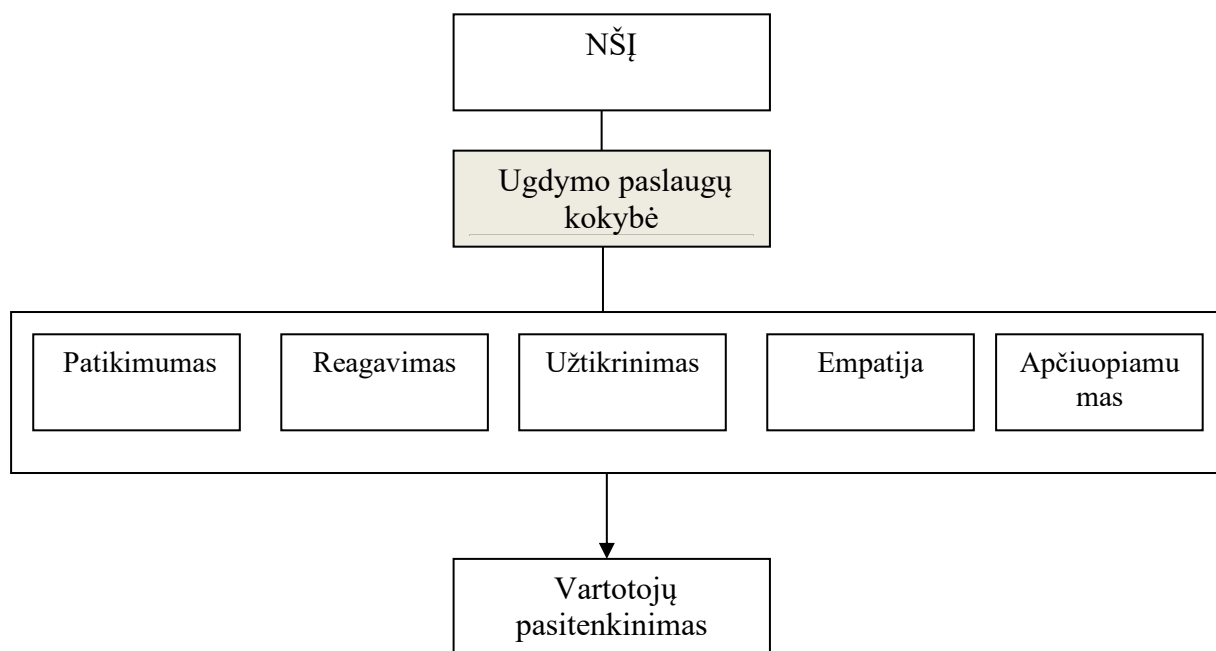 NŠĮ
Ugdymo paslaugų
kokybė
Patikimumas
Reagavimas
Užtikrinimas
Empatija
Apčiuopiamu
mas
Vartotojų
pasitenkinimas